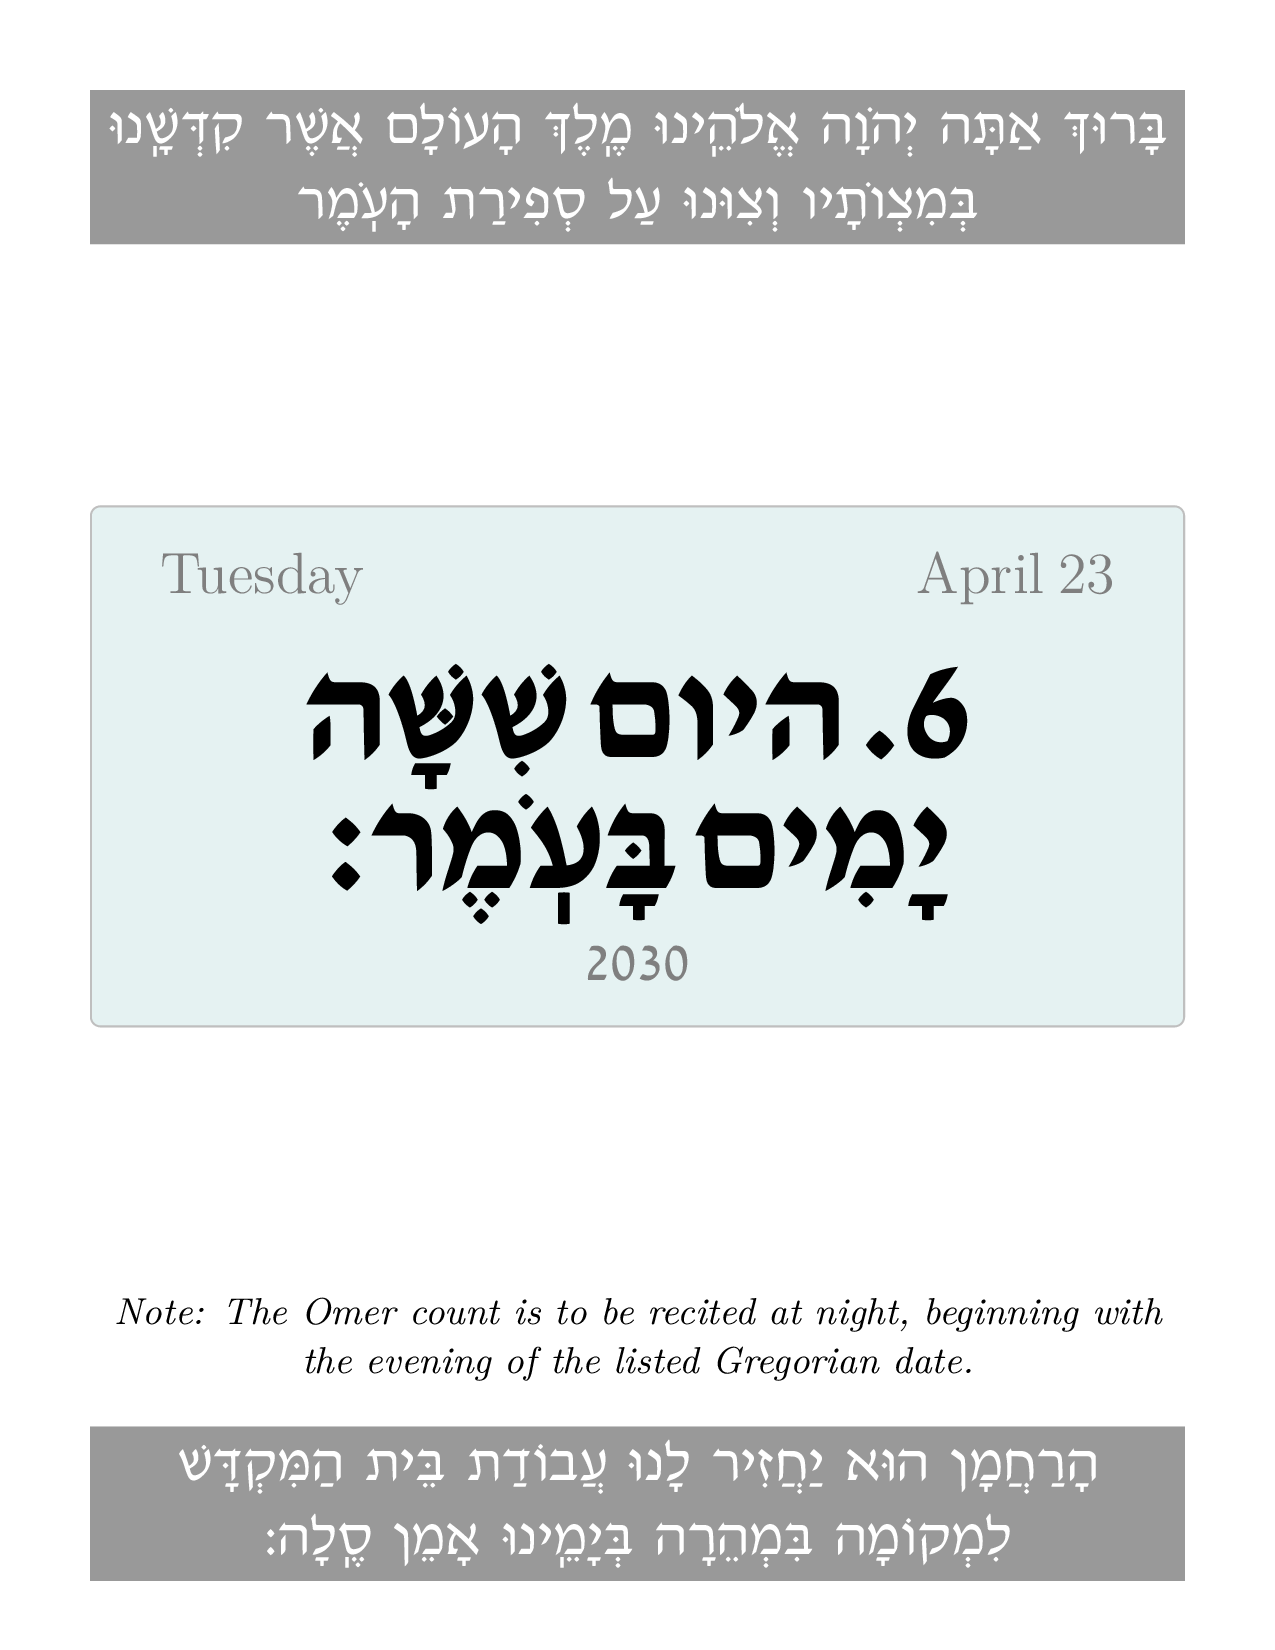 בָּרוּךְ אַתָּה יְהֹוָה אֱלֹהֵֽינוּ מֶֽלֶךְ הָעוֹלָם אֲשֶׁר קִדְּשָֽׁנוּ
בְּמִצְוֹתָיו וְצִוּנוּ עַל סְפִירַת הָעֹֽמֶר
Tuesday April 23
6. היום שִׁשָּׁה
יָמִים בָּעֹֽמֶר:
2030
Note: The Omer count is to be recited at night, beginning with
the evening of the listed Gregorian date.
הָרַחֲמָן הוּא יַחֲזִיר לָנוּ עֲבוֹדַת בֵּית הַמִּקְדָּשׁ
לִמְקוֹמָהּ בִּמְהֵרָה בְּיָמֵֽינוּ אָמֵן סֶֽלָה: